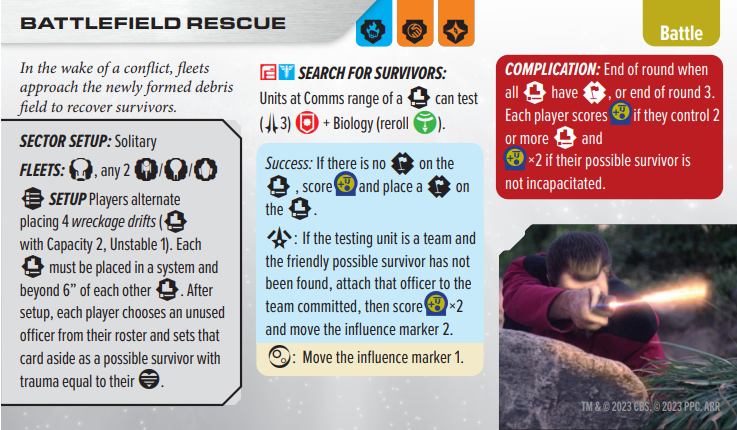 BATTLEFIELD RESCUE
Battle
In the wake of a conflict, fleets
approach the newly formed debris
field to recover survivors.
SECTOR SETUP: Solitary
FLEETS: , any 2 / /
SETUP Players alternate
placing 4 wreckage drifts (
with Capacity 2, Unstable 1). Each
must be placed in a system and
beyond 6” of each other . After
setup, each player chooses an unused
officer from their roster and sets that
card aside as a possible survivor with
trauma equal to their .
SEARCH FOR SURVIVORS:
Units at Comms range of a can test
( 3) + Biology (reroll ).
Success: If there is no on the
, score and place a on
the .
: If the testing unit is a team and
the friendly possible survivor has not
been found, attach that officer to the
team committed, then score ×2
and move the influence marker 2.
: Move the influence marker 1.
COMPLICATION: End of round when
all have , or end of round 3.
Each player scores if they control 2
or more and
×2 if their possible survivor is
not incapacitated.
TM & © 2023 CBS. © 2023 PPC. ARR